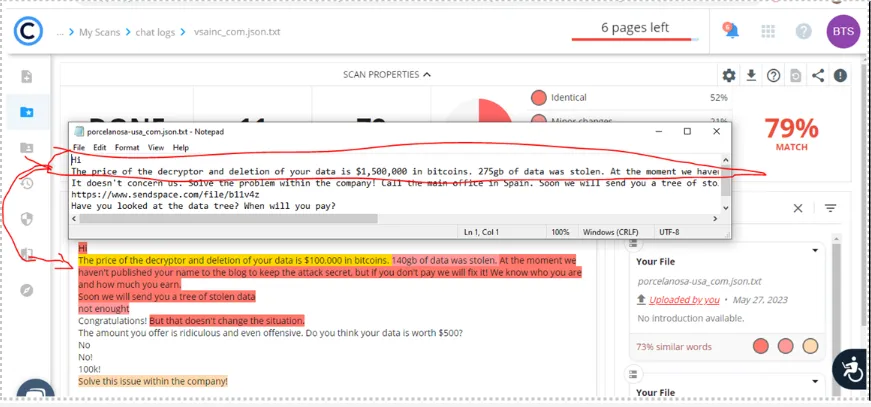 ... > My Scans > chat logs > vsainc_com.json.txt
6 pages left
BTS
SCAN PROPERTIES
Identical
52%
Minor changes
21%
79%
MATCH
porcelanosa-usa_com.json.txt - Notepad
File Edit Format View Help
Hi
The price of the decryptor and deletion of your data is $1,500,000 in bitcoins. 275gb of data was stolen. At the moment we haven
It doesn't concern us. Solve the problem within the company! Call the main office in Spain. Soon we will send you a tree of sto
https://www.sendspace.com/file/b1v4z
Have you looked at the data tree? When will you pay?
Ln 1, Col 1
100%
Windows (CRLF)
UTF-8
Hi
The price of the decryptor and deletion of your data is $100.000 in bitcoins. 140gb of data was stolen. At the moment we
haven't published your name to the blog to keep the attack secret, but if you don't pay we will fix it! We know who you are
and how much you earn.
Soon we will send you a tree of stolen data
not enought
Congratulations! But that doesn't change the situation.
The amount you offer is ridiculous and even offensive. Do you think your data is worth $500?
No
No!
100k!
Solve this issue within the company!
Your File
porcelanosa-usa_com.json.txt
Uploaded by you • May 27, 2023
No introduction available.
73% similar words
Your File